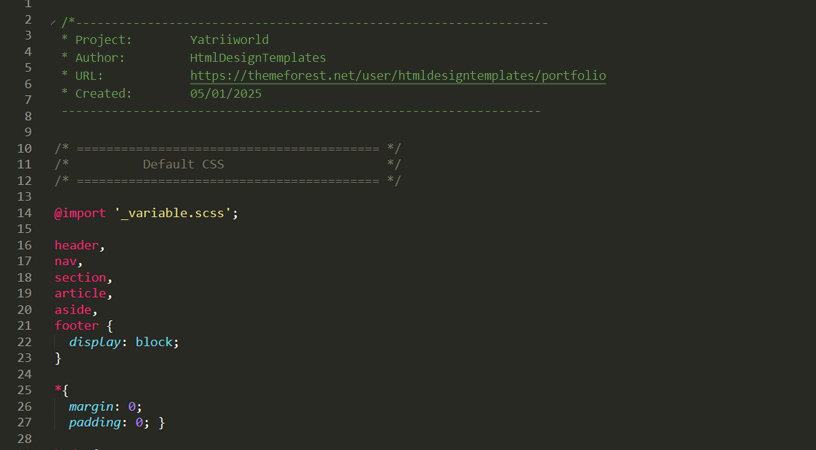 1
2 /*------------------------------------------------------------------
3 * Project:        Yatriiworld
4 * Author:         HtmlDesignTemplates
5 * URL:            https://themeforest.net/user/htmldesigntemplates/portfolio
6 * Created:        05/01/2025
7
8 -------------------------------------------------------------------
9
10 /* ========================================= */
11 /*          Default CSS                      */
12 /* ========================================= */
13
14 @import '_variable.scss';
15
16 header,
17 nav,
18 section,
19 article,
20 aside,
21 footer {
22   display: block;
23 }
24
25 *{
26   margin: 0;
27   padding: 0; }
28